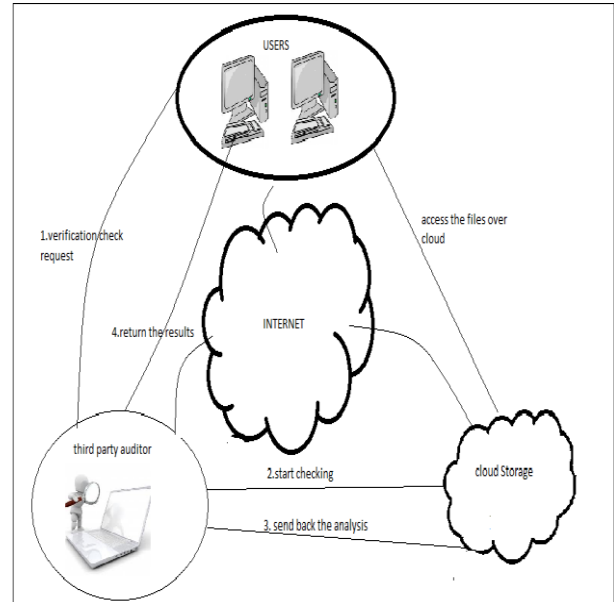 USERS
1.verification check
request
access the files over
cloud
INTERNET
4.return the results
third party auditor
2.start checking
cloud Storage
3. send back the analysis